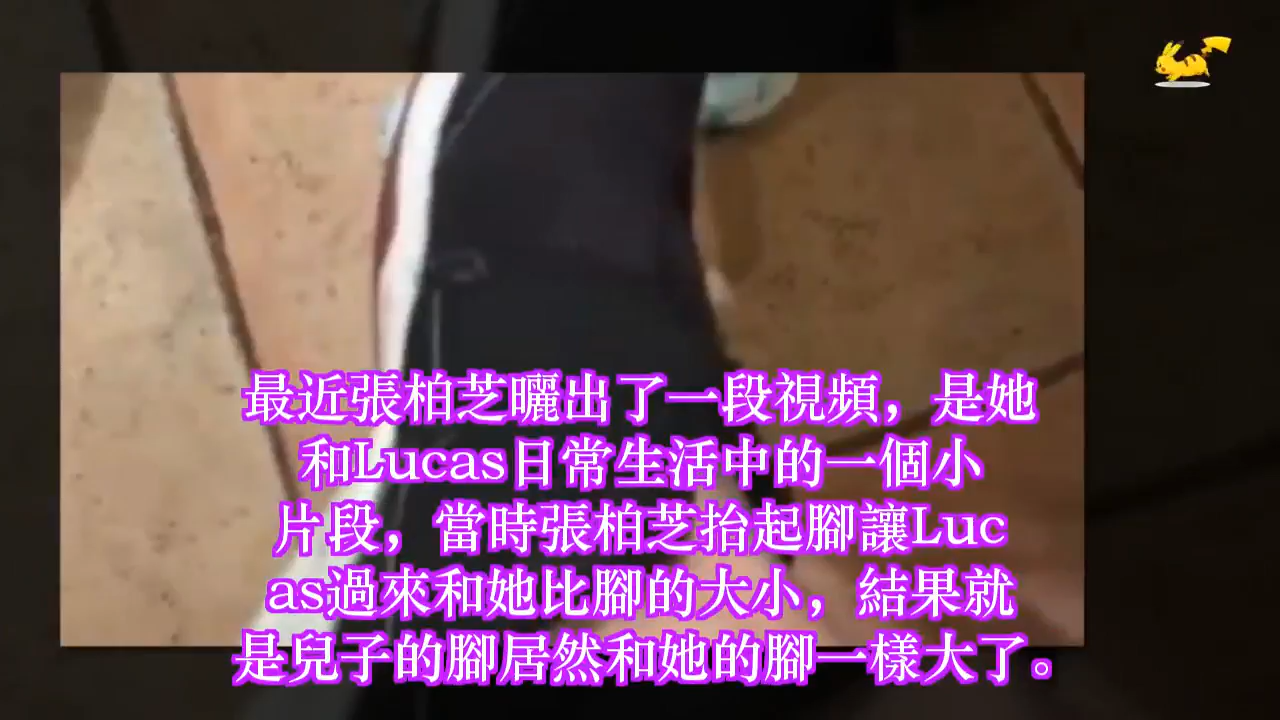 最近張柏芝曬出了一段視頻，是她
和Lucas日常生活中的一個小
片段，當時張柏芝抬起腳讓Luc
as過來和她比腳的大小，結果就
是兒子的腳居然和她的腳一樣大了。